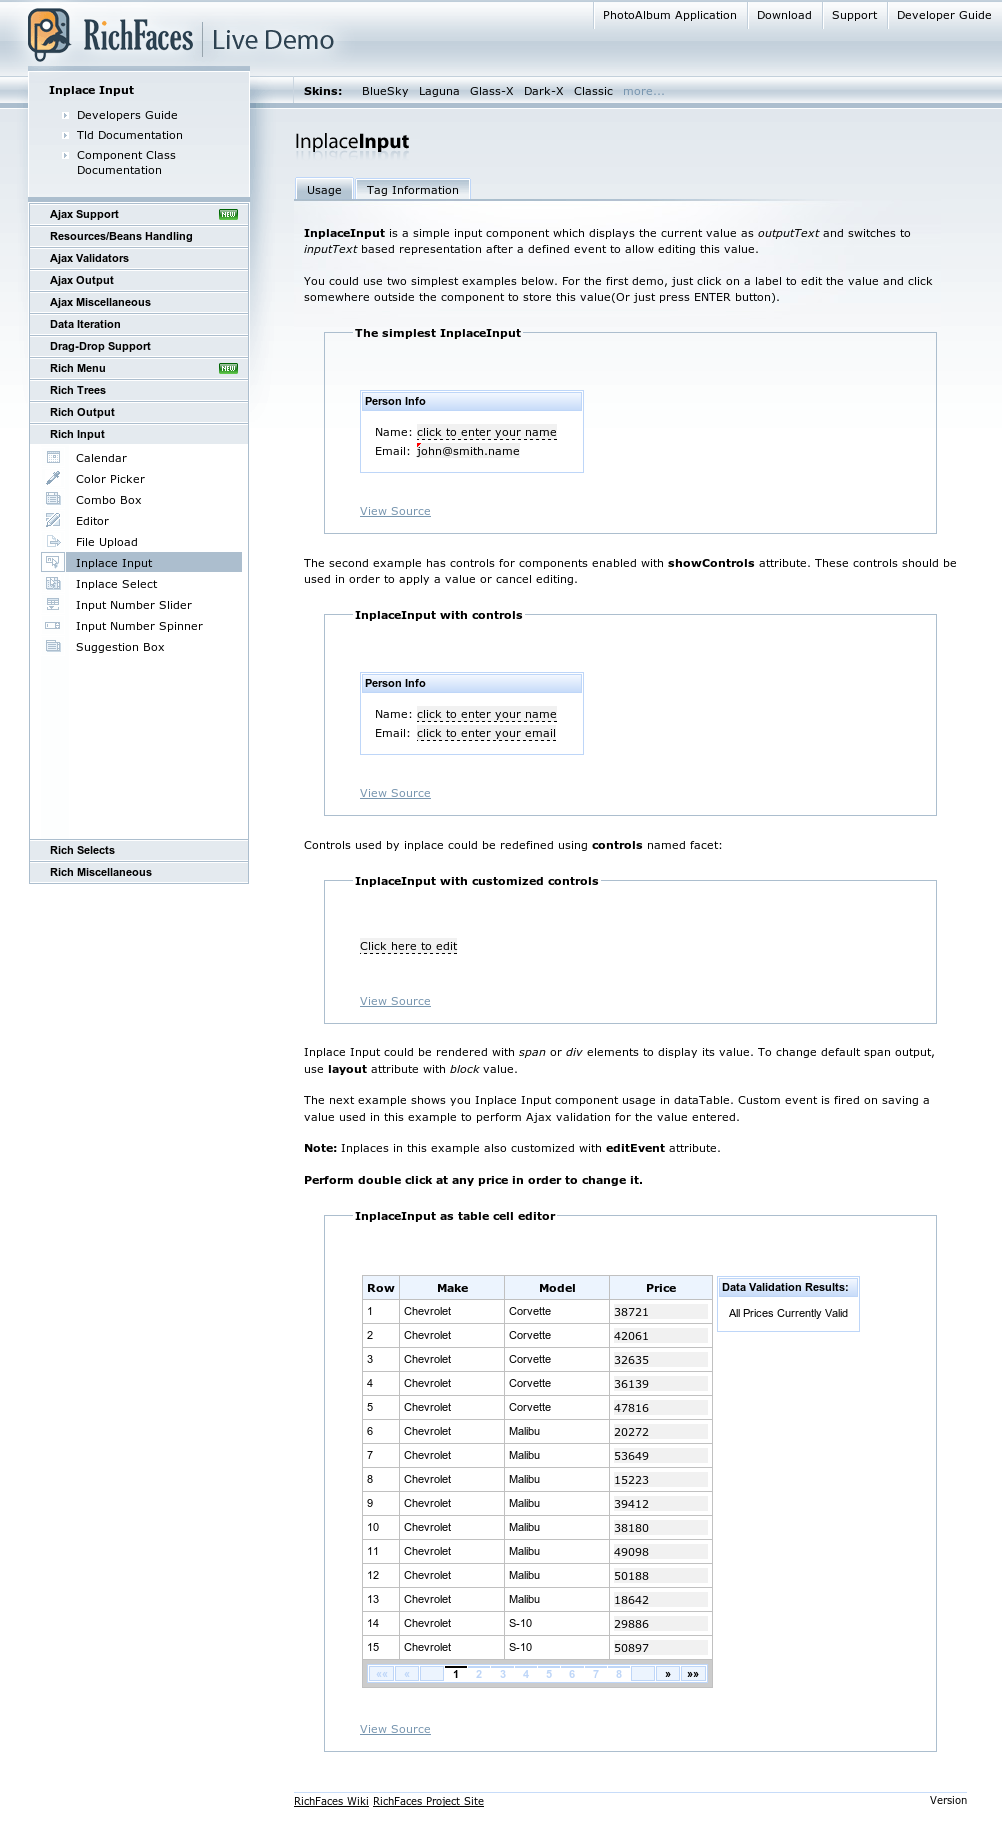 PhotoAlbum Application Download Support Developer Guide
RichFaces Live Demo
Skins: BlueSky Laguna Glass-X Dark-X Classic more...
Inplace Input
Developers Guide
Tld Documentation
Component Class
Documentation
Ajax Support NEW
Resources/Beans Handling
Ajax Validators
Ajax Output
Ajax Miscellaneous
Data Iteration
Drag-Drop Support
Rich Menu NEW
Rich Trees
Rich Output
Rich Input
Calendar
Color Picker
Combo Box
Editor
File Upload
Inplace Input
Inplace Select
Input Number Slider
Input Number Spinner
Suggestion Box
Rich Selects
Rich Miscellaneous
InplaceInput
Usage Tag Information
InplaceInput is a simple input component which displays the current value as outputText and switches to
inputText based representation after a defined event to allow editing this value.
You could use two simplest examples below. For the first demo, just click on a label to edit the value and click
somewhere outside the component to store this value(Or just press ENTER button).
The simplest InplaceInput
Person Info
Name: click to enter your name
Email: john@smith.name
View Source
The second example has controls for components enabled with showControls attribute. These controls should be
used in order to apply a value or cancel editing.
InplaceInput with controls
Person Info
Name: click to enter your name
Email: click to enter your email
View Source
Controls used by inplace could be redefined using controls named facet:
InplaceInput with customized controls
Click here to edit
View Source
Inplace Input could be rendered with span or div elements to display its value. To change default span output,
use layout attribute with block value.
The next example shows you Inplace Input component usage in dataTable. Custom event is fired on saving a
value used in this example to perform Ajax validation for the value entered.
Note: Inplaces in this example also customized with editEvent attribute.
Perform double click at any price in order to change it.
InplaceInput as table cell editor
Row Make Model Price
1 Chevrolet Corvette 38721
2 Chevrolet Corvette 42061
3 Chevrolet Corvette 32635
4 Chevrolet Corvette 36139
5 Chevrolet Corvette 47816
6 Chevrolet Malibu 20272
7 Chevrolet Malibu 53649
8 Chevrolet Malibu 15223
9 Chevrolet Malibu 39412
10 Chevrolet Malibu 38180
11 Chevrolet Malibu 49098
12 Chevrolet Malibu 50188
13 Chevrolet Malibu 18642
14 Chevrolet S-10 29886
15 Chevrolet S-10 50897
«« « 1 2 3 4 5 6 7 8 » »»
Data Validation Results:
All Prices Currently Valid
View Source
RichFaces Wiki RichFaces Project Site Version